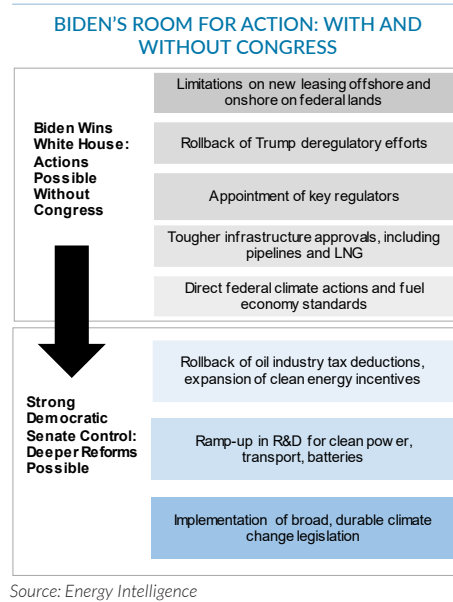 BIDEN'S ROOM FOR ACTION: WITH AND
WITHOUT CONGRESS
Biden Wins
White House:
Actions
Possible
Without
Congress
Limitations on new leasing offshore and
onshore on federal lands
Rollback of Trump deregulatory efforts
Appointment of key regulators
Tougher infrastructure approvals, including
pipelines and LNG
Direct federal climate actions and fuel
economy standards
Strong
Democratic
Senate Control:
Deeper Reforms
Possible
Rollback of oil industry tax deductions,
expansion of clean energy incentives
Ramp-up in R&D for clean power,
transport, batteries
Implementation of broad, durable climate
change legislation
Source: Energy Intelligence